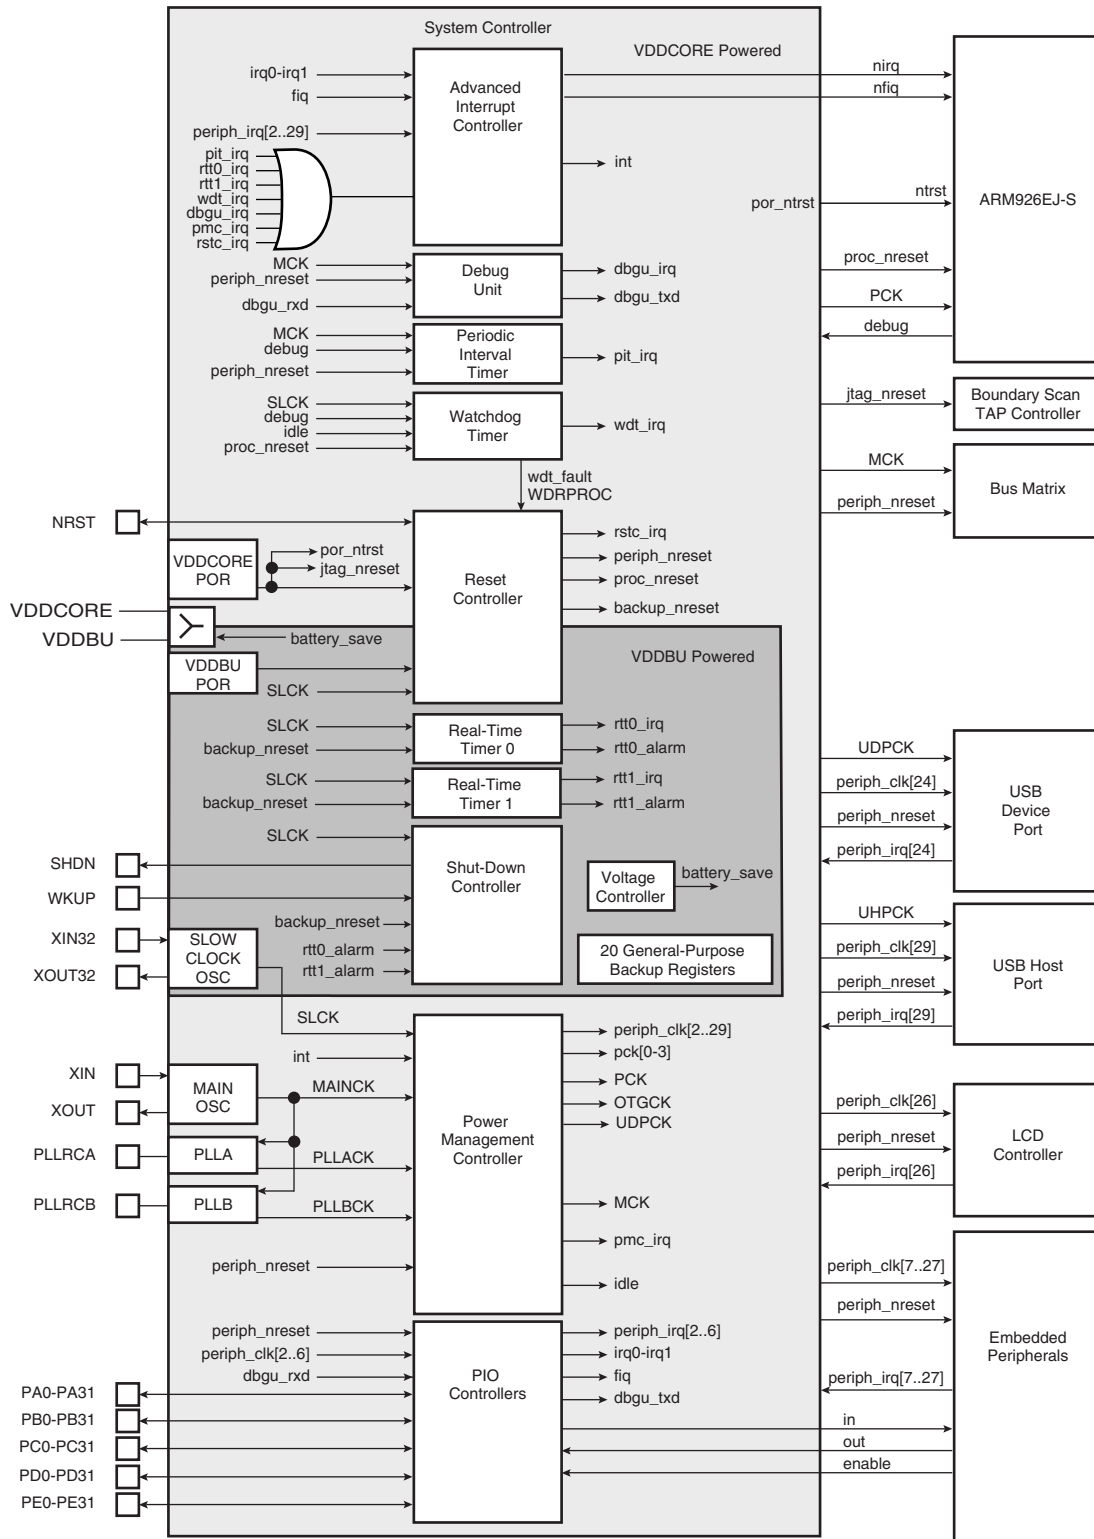 System Controller
VDDCORE Powered
irq0-irq1
fiq
periph_irq[2..29]
pit_irq
rtt0_irq
rtt1_irq
wdt_irq
dbgu_irq
pmc_irq
rstc_irq
Advanced
Interrupt
Controller
int
nirq
nfiq
por_ntrst
ntrst
ARM926EJ-S
proc_nreset
PCK
debug
MCK
periph_nreset
dbgu_rxd
Debug
Unit
dbgu_irq
dbgu_txd
MCK
debug
periph_nreset
Periodic
Interval
Timer
pit_irq
SLCK
debug
idle
proc_nreset
Watchdog
Timer
wdt_irq
jtag_nreset
Boundary Scan
TAP Controller
wdt_fault
WDRPROC
MCK
periph_nreset
Bus Matrix
NRST
VDDCORE
POR
por_ntrst
jtag_nreset
Reset
Controller
rstc_irq
periph_nreset
proc_nreset
backup_nreset
VDDCORE
VDDBU
battery_save
VDDBU Powered
VDDBU
POR
SLCK
SLCK
backup_nreset
Real-Time
Timer 0
rtt0_irq
rtt0_alarm
SLCK
backup_nreset
Real-Time
Timer 1
rtt1_irq
rtt1_alarm
UDPCK
periph_clk[24]
periph_nreset
periph_irq[24]
USB
Device
Port
SLCK
SHDN
WKUP
backup_nreset
rtt0_alarm
rtt1_alarm
Shut-Down
Controller
Voltage
Controller
battery_save
20 General-Purpose
Backup Registers
XIN32
XOUT32
SLOW
CLOCK
OSC
UHPCK
periph_clk[29]
periph_nreset
periph_irq[29]
USB Host
Port
SLCK
int
XIN
XOUT
MAIN
OSC
MAINCK
PLLRCA
PLLA
PLLACK
PLLRCB
PLLB
PLLBCK
periph_nreset
Power
Management
Controller
periph_clk[2..29]
pck[0-3]
PCK
OTGCK
UDPCK
MCK
pmc_irq
idle
periph_clk[26]
periph_nreset
periph_irq[26]
LCD
Controller
periph_clk[7..27]
periph_nreset
periph_irq[7..27]
in
out
enable
Embedded
Peripherals
periph_nreset
periph_clk[2..6]
dbgu_rxd
PIO
Controllers
periph_irq[2..6]
irq0-irq1
fiq
dbgu_txd
PA0-PA31
PB0-PB31
PC0-PC31
PD0-PD31
PE0-PE31